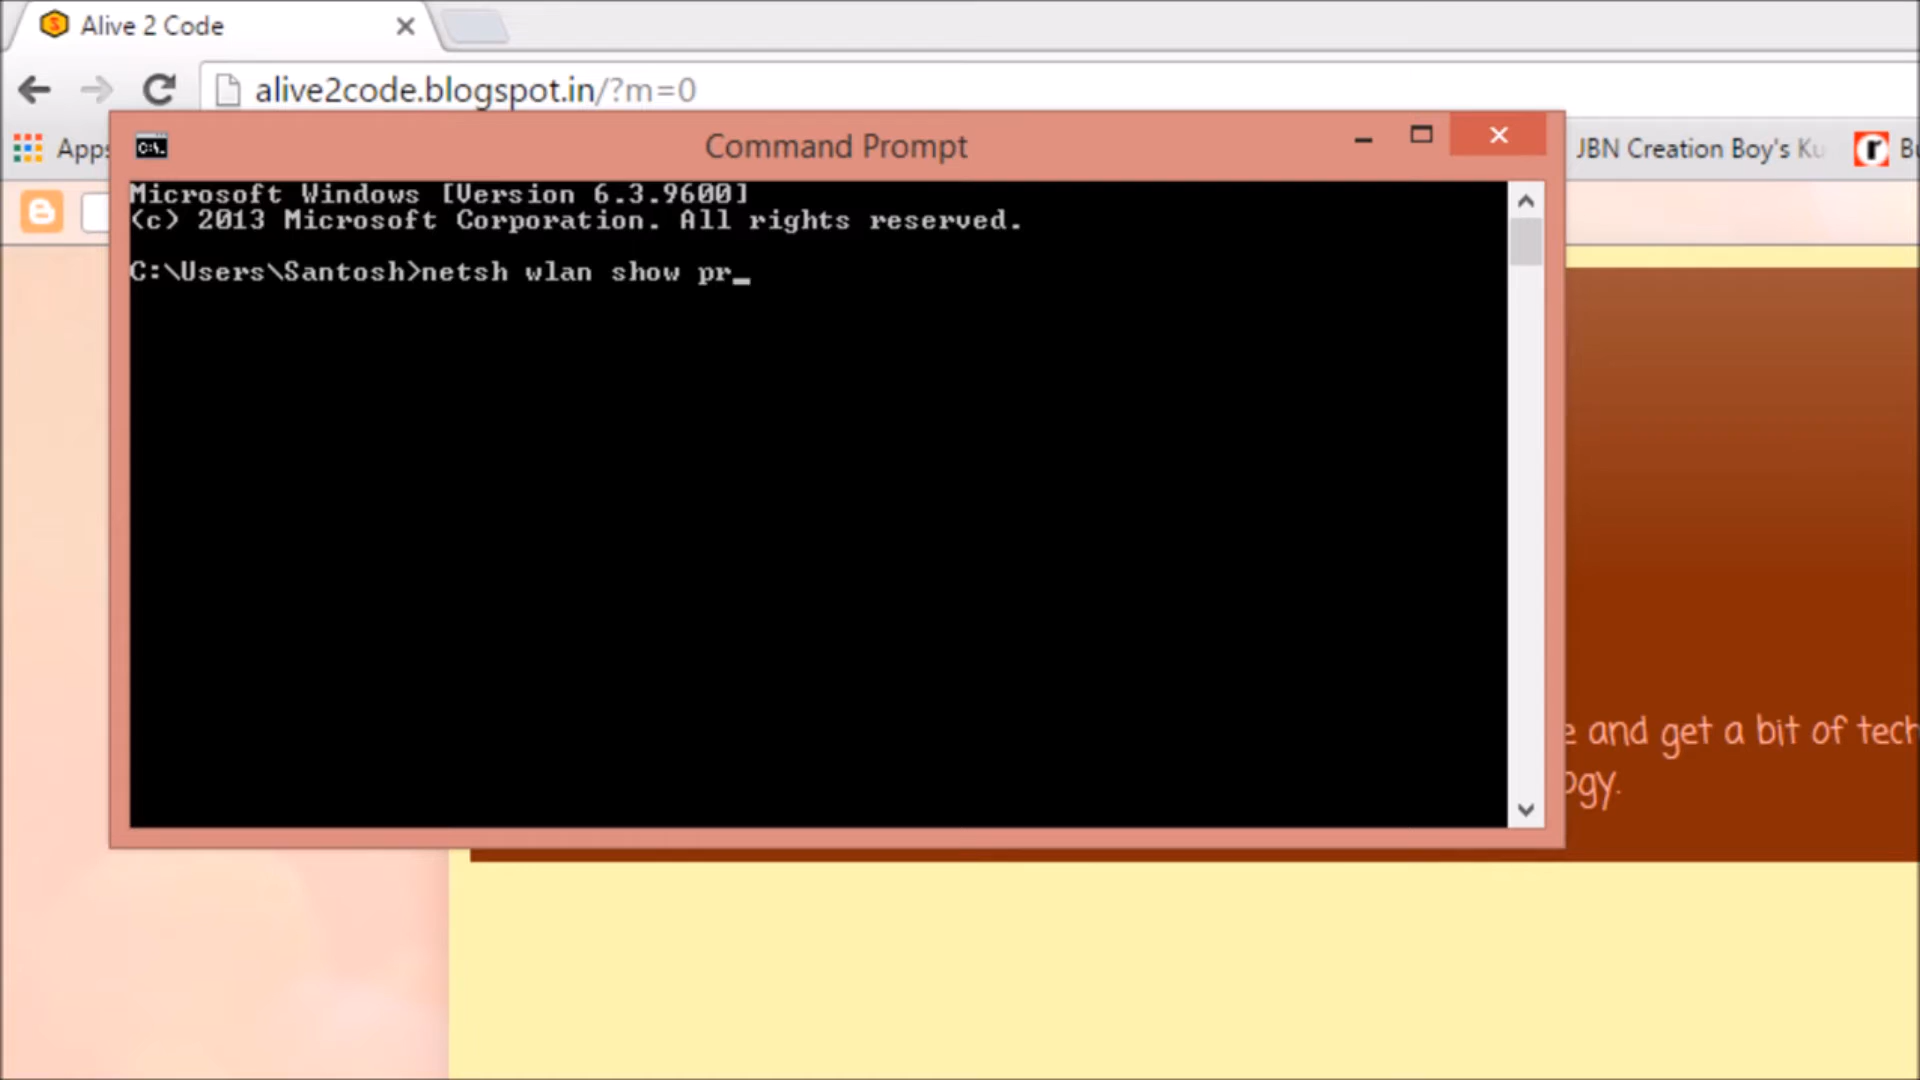 Alive 2 Code
alive2code.blogspot.in/?m=0
Apps
JBN Creation Boy's Ku
C:\.
Command Prompt
Microsoft Windows [Version 6.3.9600]
(c) 2013 Microsoft Corporation. All rights reserved.
C:\Users\Santosh>netsh wlan show pr_
and get a bit of tech
ogy.